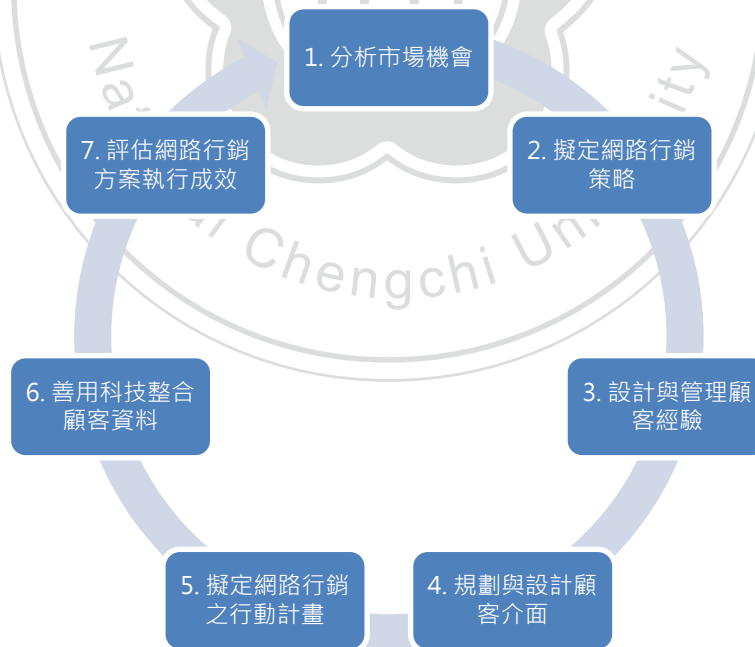 1. 分析市場機會
2. 擬定網路行銷
策略
3. 設計與管理顧
客經驗
4. 規劃與設計顧
客介面
5. 擬定網路行銷
之行動計畫
6. 善用科技整合
顧客資料
7. 評估網路行銷
方案執行成效
Chengchi